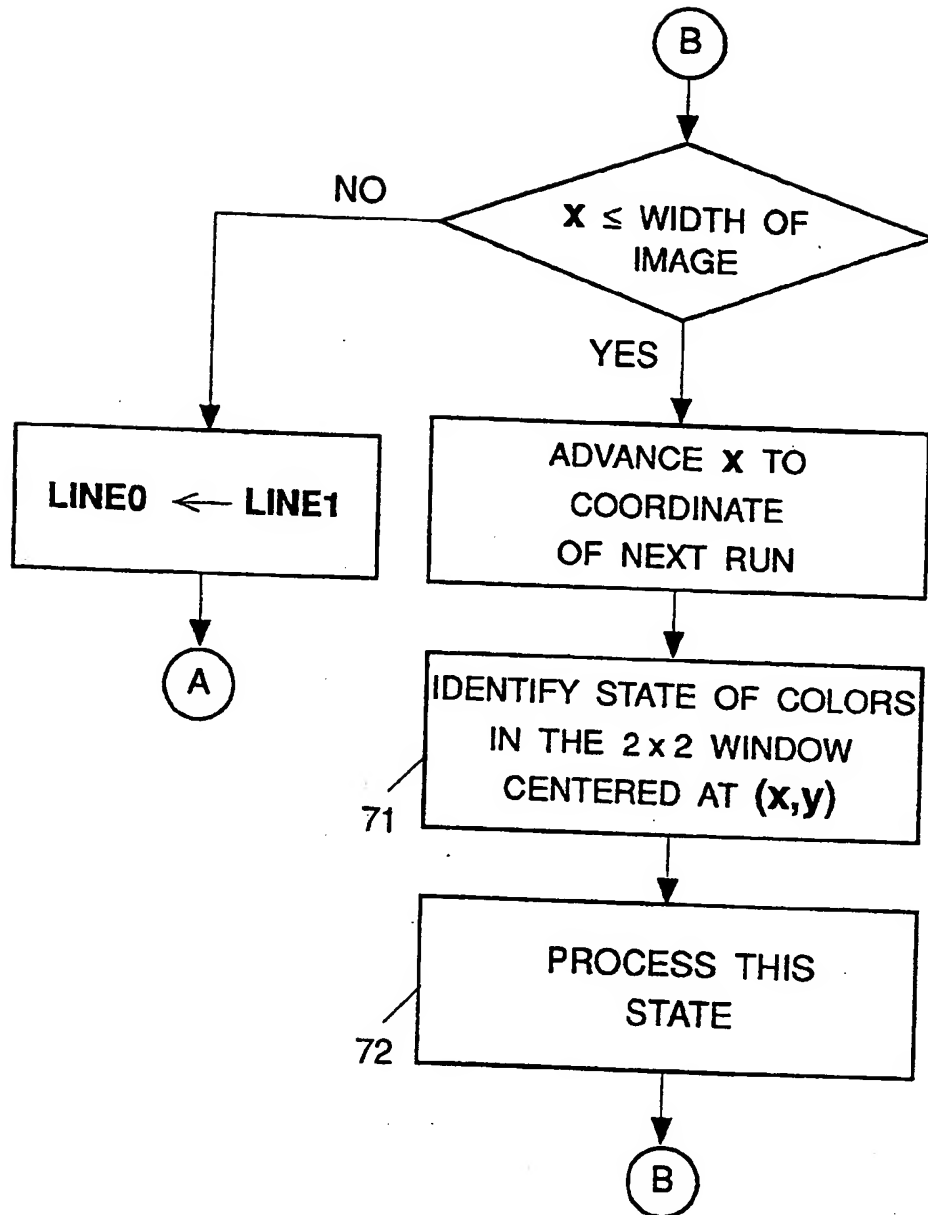 B
NO
x ≤ WIDTH OF
IMAGE
YES
LINE0 ← LINE1
ADVANCE x TO
COORDINATE
OF NEXT RUN
A
IDENTIFY STATE OF COLORS
IN THE 2 x 2 WINDOW
CENTERED AT (x,y)
71
PROCESS THIS
STATE
72
B